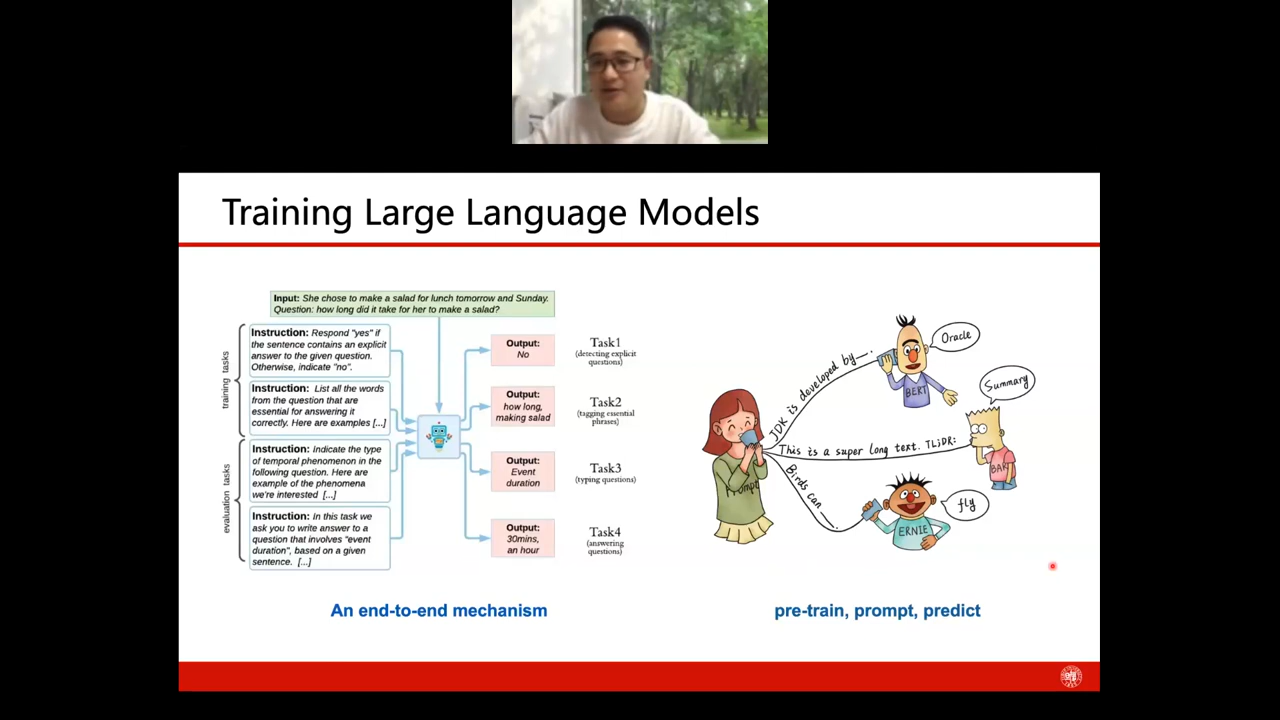 Training Large Language Models
Input: She chose to make a salad for lunch tomorrow and Sunday.
Question: how long did it take for her to make a salad?
training tasks
Instruction: Respond "yes" if
the sentence contains an explicit
answer to the given question.
Otherwise, indicate "no".
Instruction: List all the words
from the question that are
essential for answering it
correctly. Here are examples [...]
evaluation tasks
Instruction: Indicate the type
of temporal phenomenon in the
following question. Here are
example of the phenomena
we're interested [...]
Instruction: In this task we
ask you to write answer to a
question that involves "event
duration", based on a given
sentence. [...]
Output:
No
Task1
(detecting explicit
questions)
Output:
how long,
making salad
Task2
(tagging essential
phrases)
Output:
Event
duration
Task3
(typing questions)
Output:
30mins,
an hour
Task4
(answering
questions)
An end-to-end mechanism
JDK is developed by —.
Oracle
BERT
This is a super long text. TL;DR:
Summary
BAR
Birds can —
fly
ERNIE
Prompt
pre-train, prompt, predict